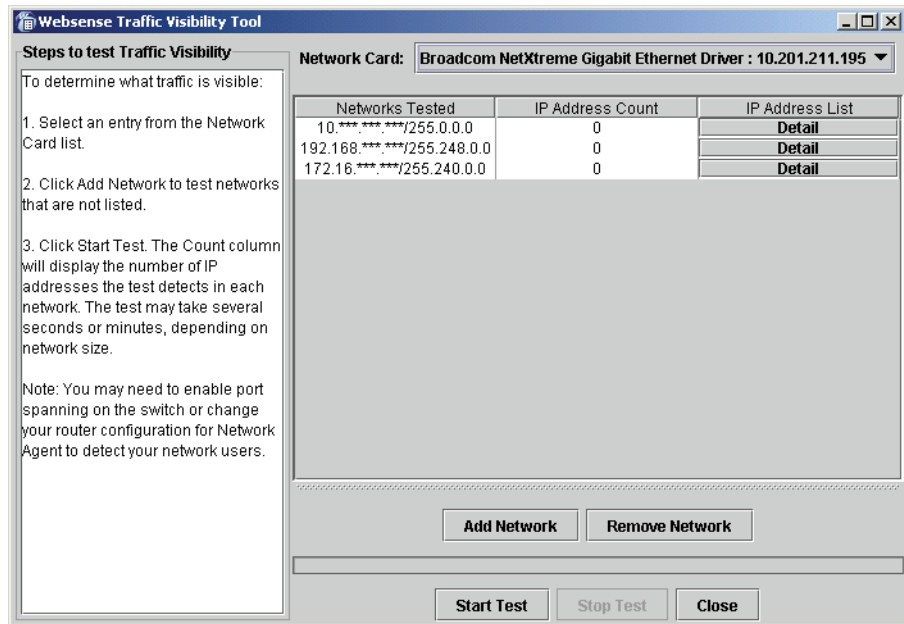 Websense Traffic Visibility Tool
Steps to test Traffic Visibility
To determine what traffic is visible:
1. Select an entry from the Network
Card list.
2. Click Add Network to test networks
that are not listed.
3. Click Start Test. The Count column
will display the number of IP
addresses the test detects in each
network. The test may take several
seconds or minutes, depending on
network size.
Note: You may need to enable port
spanning on the switch or change
your router configuration for Network
Agent to detect your network users.
Network Card: Broadcom NetXtreme Gigabit Ethernet Driver : 10.201.211.195
Networks Tested IP Address Count IP Address List
10.***.***.***/255.0.0.0 0 Detail
192.168.***.***/255.248.0.0 0 Detail
172.16.***.***/255.240.0.0 0 Detail
Add Network Remove Network
Start Test Stop Test Close